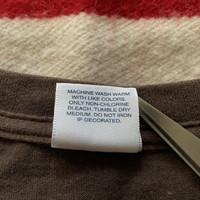 MACHINE WASH WARM
WITH LIKE COLORS.
ONLY NON-CHLORINE
BLEACH. TUMBLE DRY
MEDIUM. DO NOT IRON
IF DECORATED.